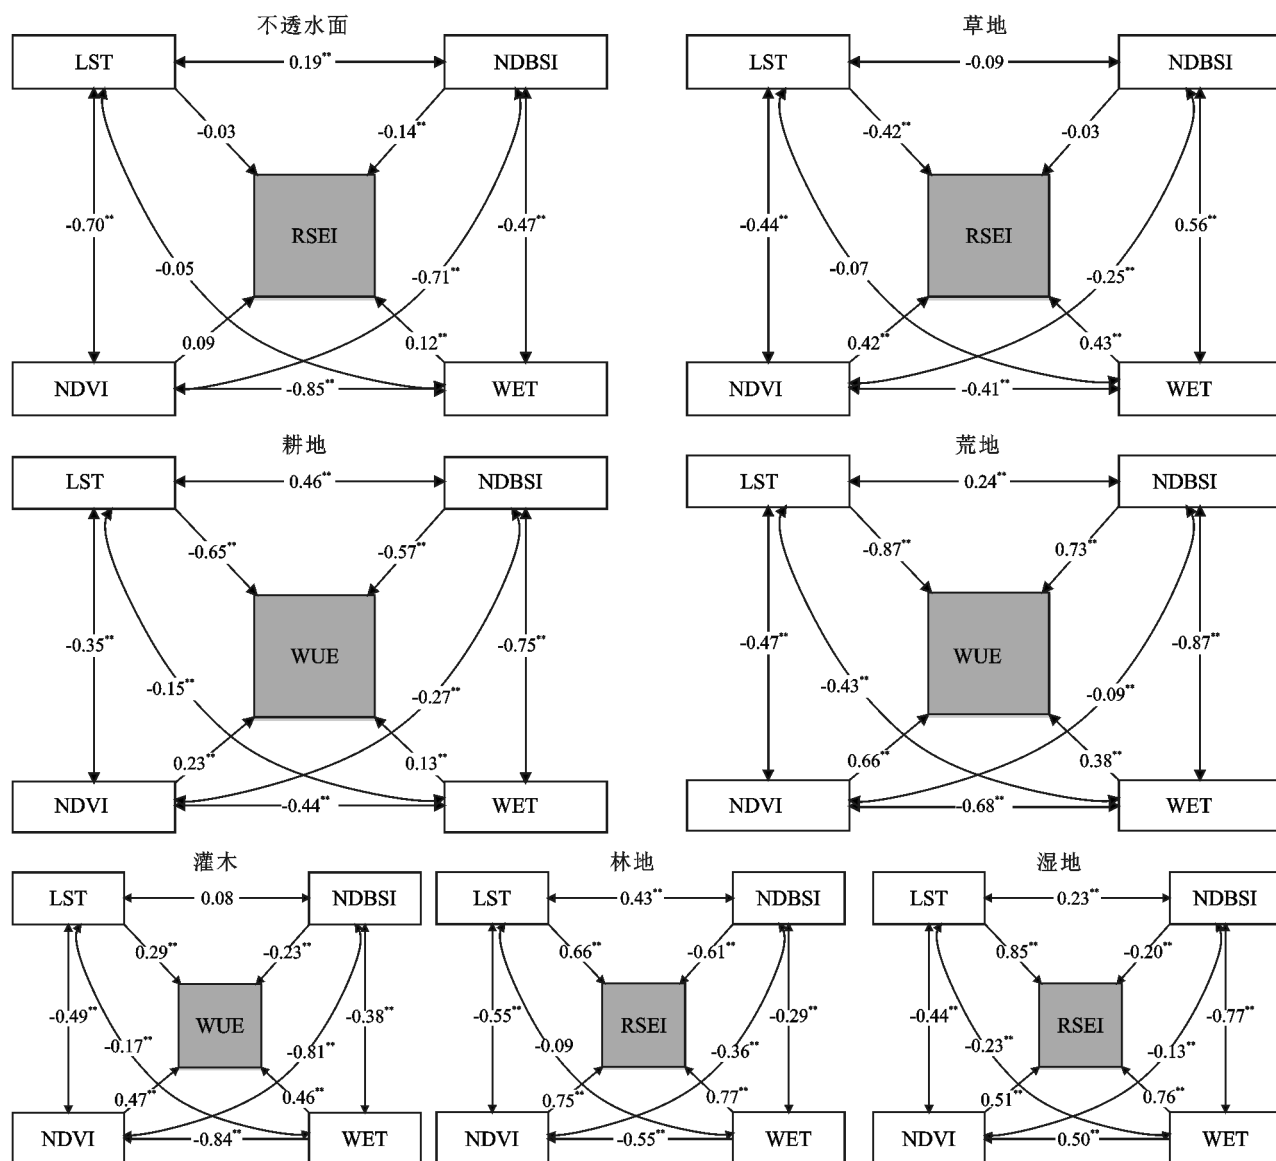 不透水面
LST
0.19**
NDBSI
-0.03
-0.14**
-0.70**
RSEI
-0.47**
-0.05
-0.71**
0.09
0.12**
NDVI
-0.85**
WET
草地
LST
-0.09
NDBSI
-0.42**
-0.03
-0.44**
RSEI
0.56**
-0.07
-0.25**
0.42**
0.43**
NDVI
-0.41**
WET
耕地
LST
0.46**
NDBSI
-0.65**
-0.57**
-0.35**
WUE
-0.75**
-0.15**
-0.27**
0.23**
0.13**
NDVI
-0.44**
WET
荒地
LST
0.24**
NDBSI
-0.87**
0.73**
-0.47**
WUE
-0.87**
-0.43**
-0.09**
0.66**
0.38**
NDVI
-0.68**
WET
灌木
LST
0.08
NDBSI
0.29**
-0.23**
-0.49**
WUE
-0.38**
-0.17**
-0.81**
0.47**
0.46**
NDVI
-0.84**
WET
林地
LST
0.43**
NDBSI
0.66**
-0.61**
-0.55**
RSEI
-0.29**
-0.09
-0.36**
0.75**
0.77**
NDVI
-0.55**
WET
湿地
LST
0.23**
NDBSI
0.85**
-0.20**
-0.44**
RSEI
-0.77**
-0.23**
-0.13**
0.51**
0.76**
NDVI
0.50**
WET